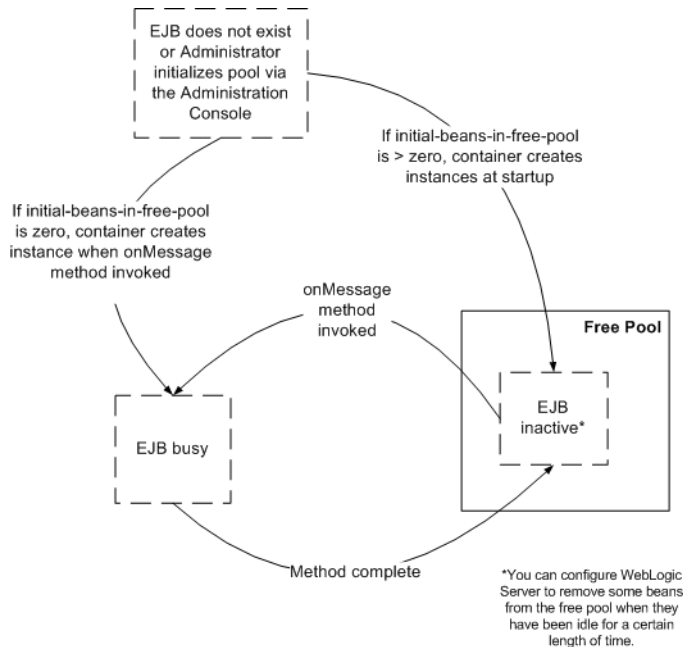 EJB does not exist
or Administrator
initializes pool via
the Administration
Console
If initial-beans-in-free-pool
is > zero, container creates
instances at startup
If initial-beans-in-free-pool
is zero, container creates
instance when onMessage
method invoked
onMessage
method
invoked
Free Pool
EJB
inactive*
EJB busy
Method complete
*You can configure WebLogic
Server to remove some beans
from the free pool when they
have been idle for a certain
length of time.